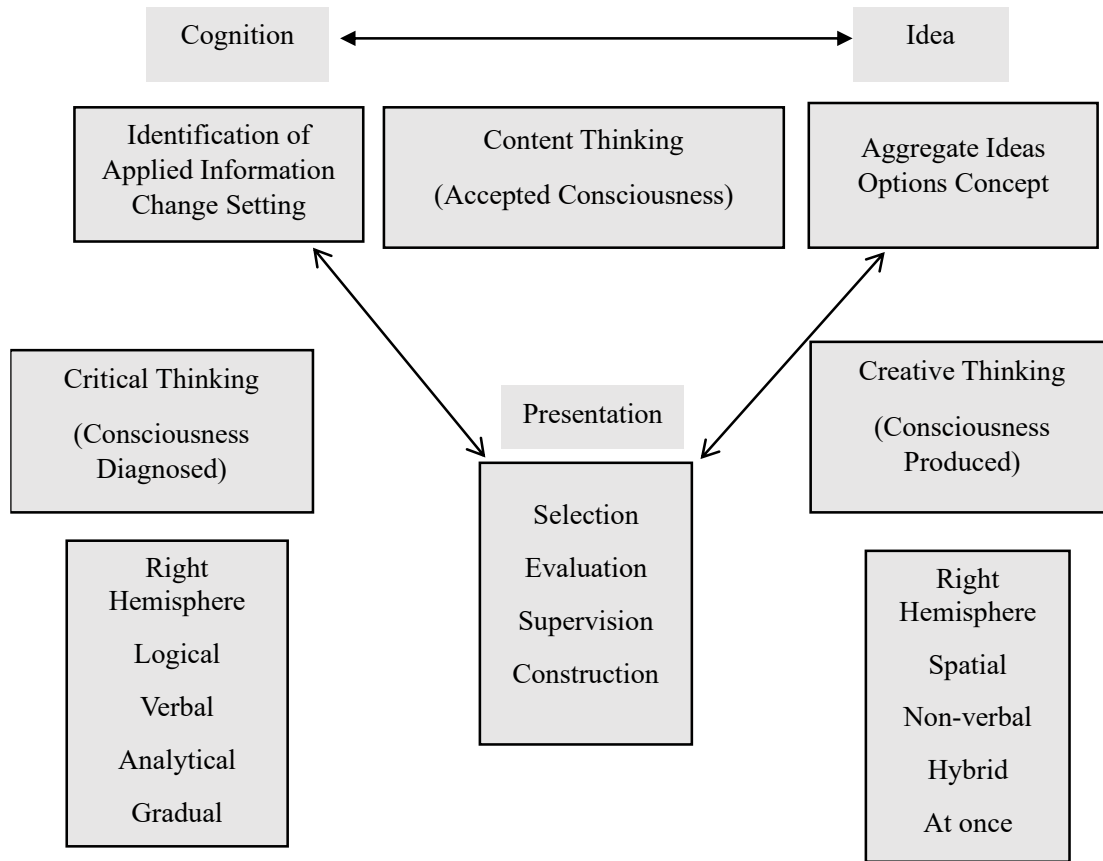 Cognition
Idea
Identification of
Applied Information
Change Setting
Content Thinking
(Accepted Consciousness)
Aggregate Ideas
Options Concept
Critical Thinking
(Consciousness
Diagnosed)
Presentation
Creative Thinking
(Consciousness
Produced)
Selection
Evaluation
Supervision
Construction
Right
Hemisphere
Logical
Verbal
Analytical
Gradual
Right
Hemisphere
Spatial
Non-verbal
Hybrid
At once